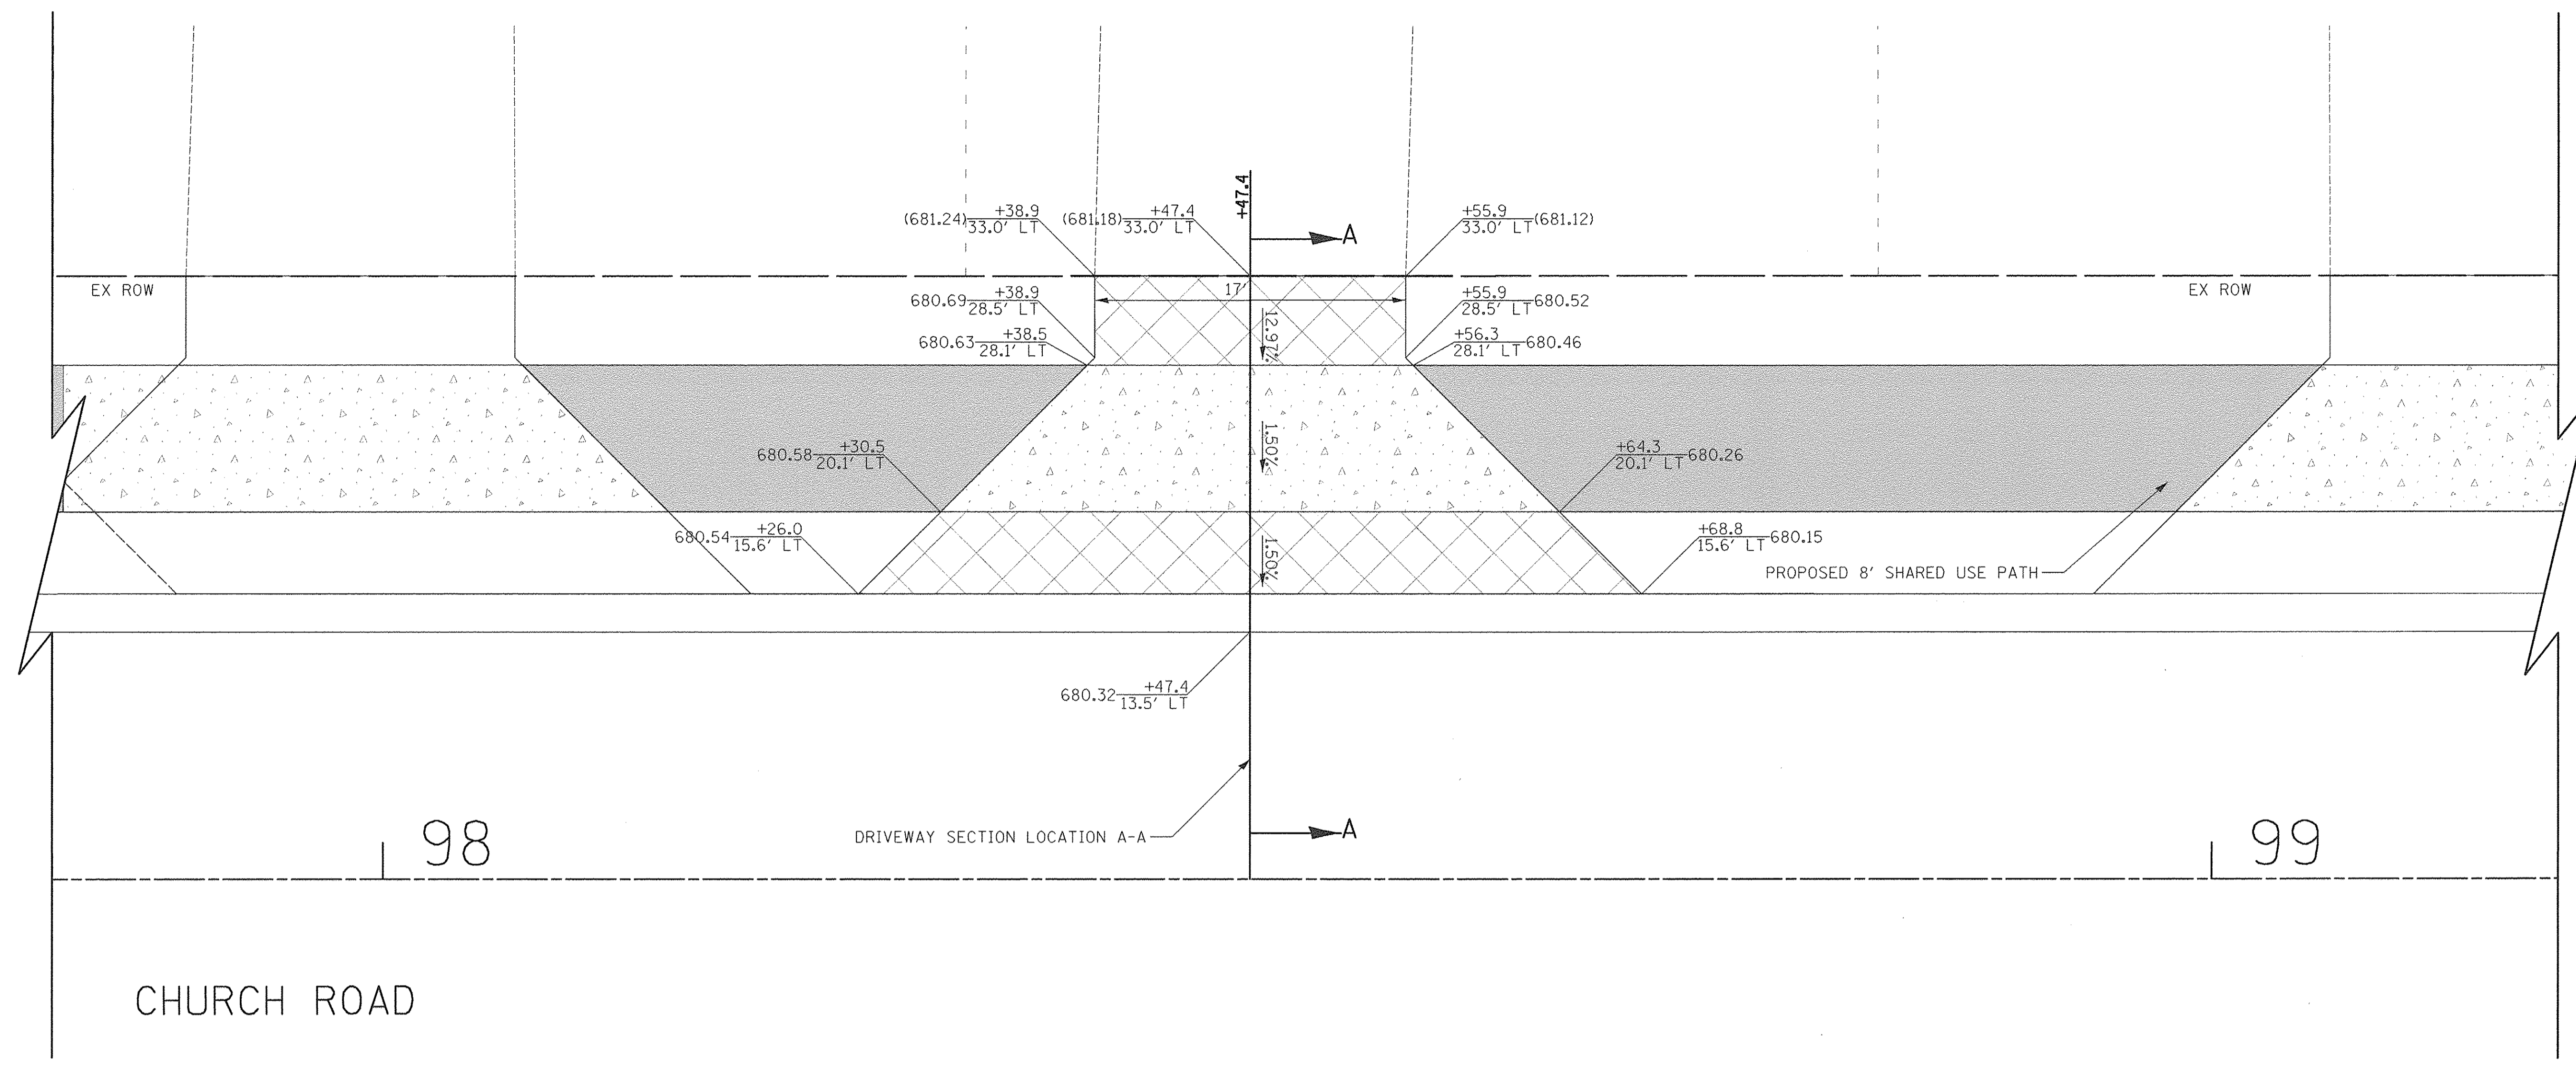 +47.4
A
(681.24) +38.9
33.0' LT
(681.18) +47.4
33.0' LT
+55.9 (681.12)
33.0' LT
EX ROW
EX ROW
17'
680.69 +38.9
28.5' LT
+55.9 680.52
28.5' LT
12.97%
680.63 +38.5
28.1' LT
+56.3 680.46
28.1' LT
1.50%
680.58 +30.5
20.1' LT
+64.3 680.26
20.1' LT
680.54 +26.0
15.6' LT
1.50%
+68.8 680.15
15.6' LT
PROPOSED 8' SHARED USE PATH
680.32 +47.4
13.5' LT
DRIVEWAY SECTION LOCATION A-A
A
98
99
CHURCH ROAD